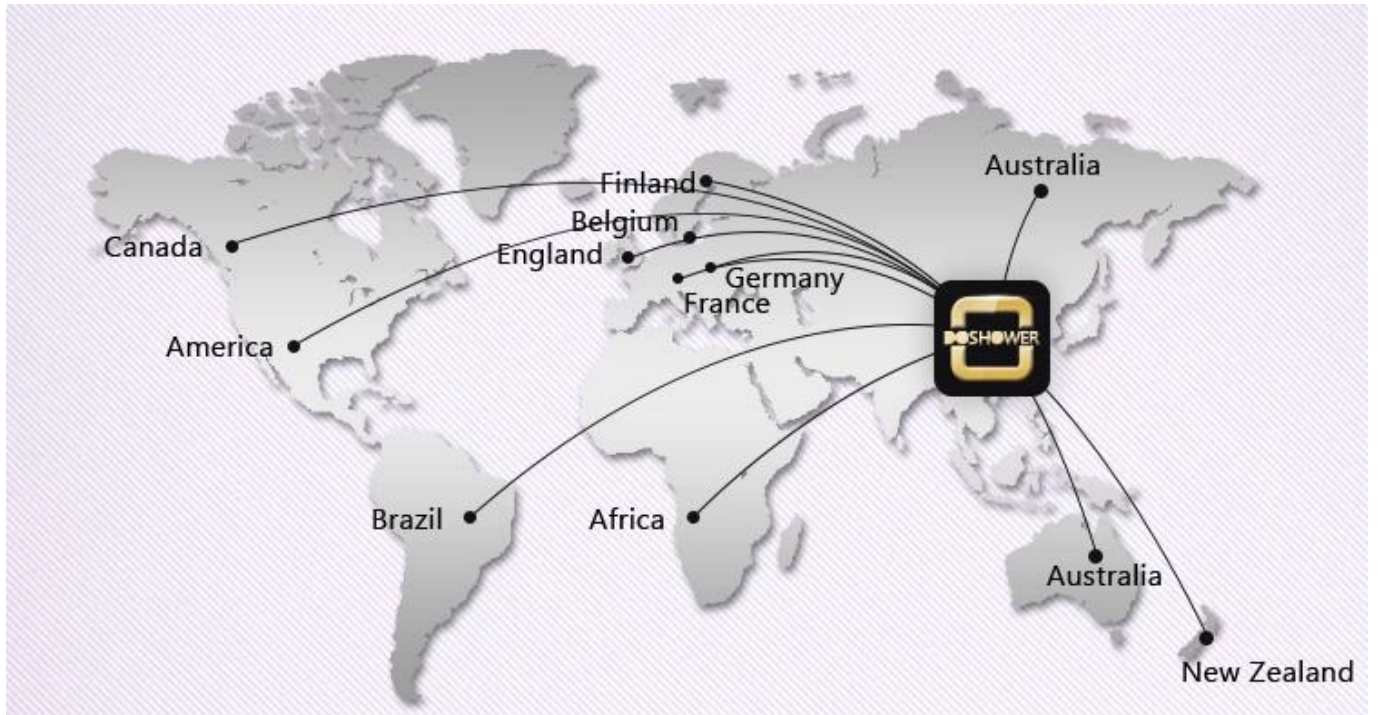 Australia
Finland
Belgium
Canada
England
Germany
France
DOSHOWER
America
Brazil
Africa
Australia
New Zealand